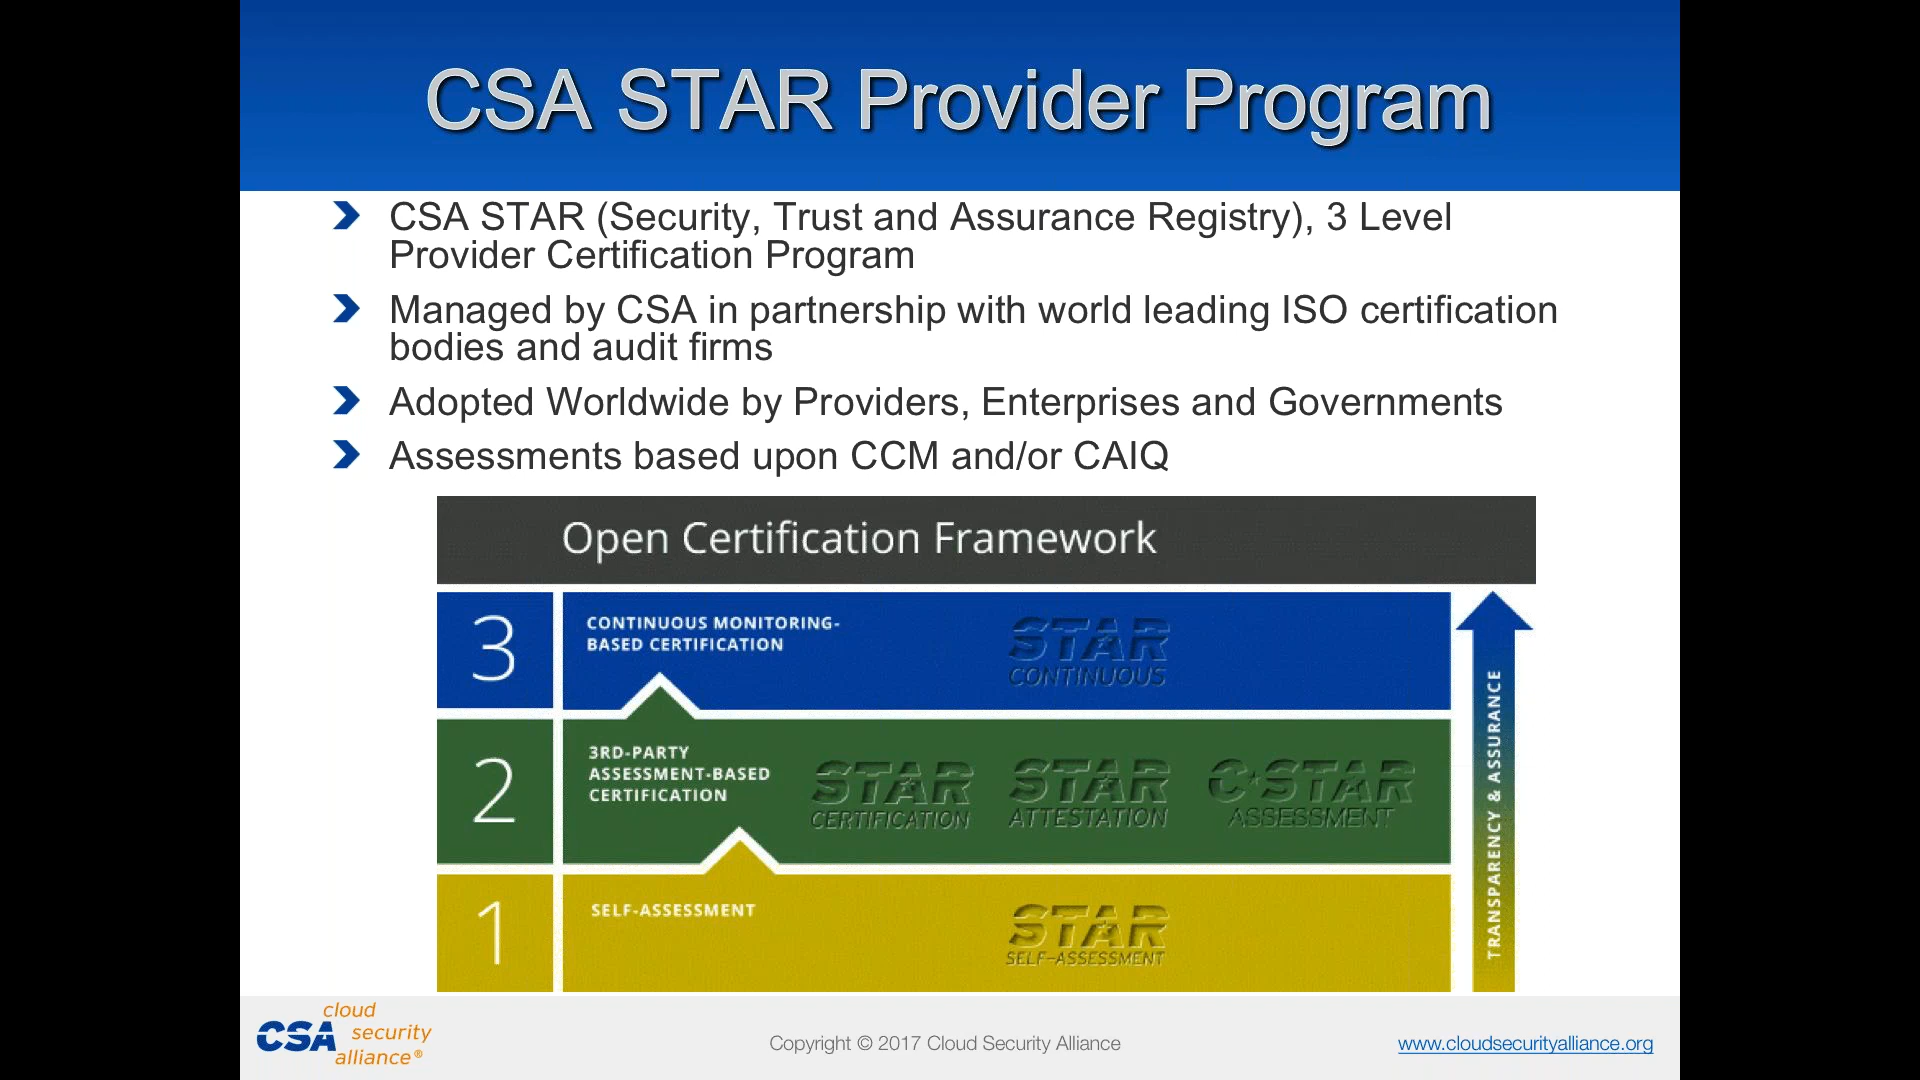 CSA STAR Provider Program
CSA STAR (Security, Trust and Assurance Registry), 3 Level
Provider Certification Program
Managed by CSA in partnership with world leading ISO certification
bodies and audit firms
Adopted Worldwide by Providers, Enterprises and Governments
Assessments based upon CCM and/or CAIQ
Open Certification Framework
3
CONTINUOUS MONITORING-
BASED CERTIFICATION
STAR
CONTINUOUS
2
3RD-PARTY
ASSESSMENT-BASED
CERTIFICATION
STAR
CERTIFICATION
STAR
ATTESTATION
C★STAR
ASSESSMENT
1
SELF-ASSESSMENT
STAR
SELF-ASSESSMENT
TRANSPARENCY & ASSURANCE
CSA
cloud
security
alliance®
Copyright © 2017 Cloud Security Alliance
www.cloudsecurityalliance.org